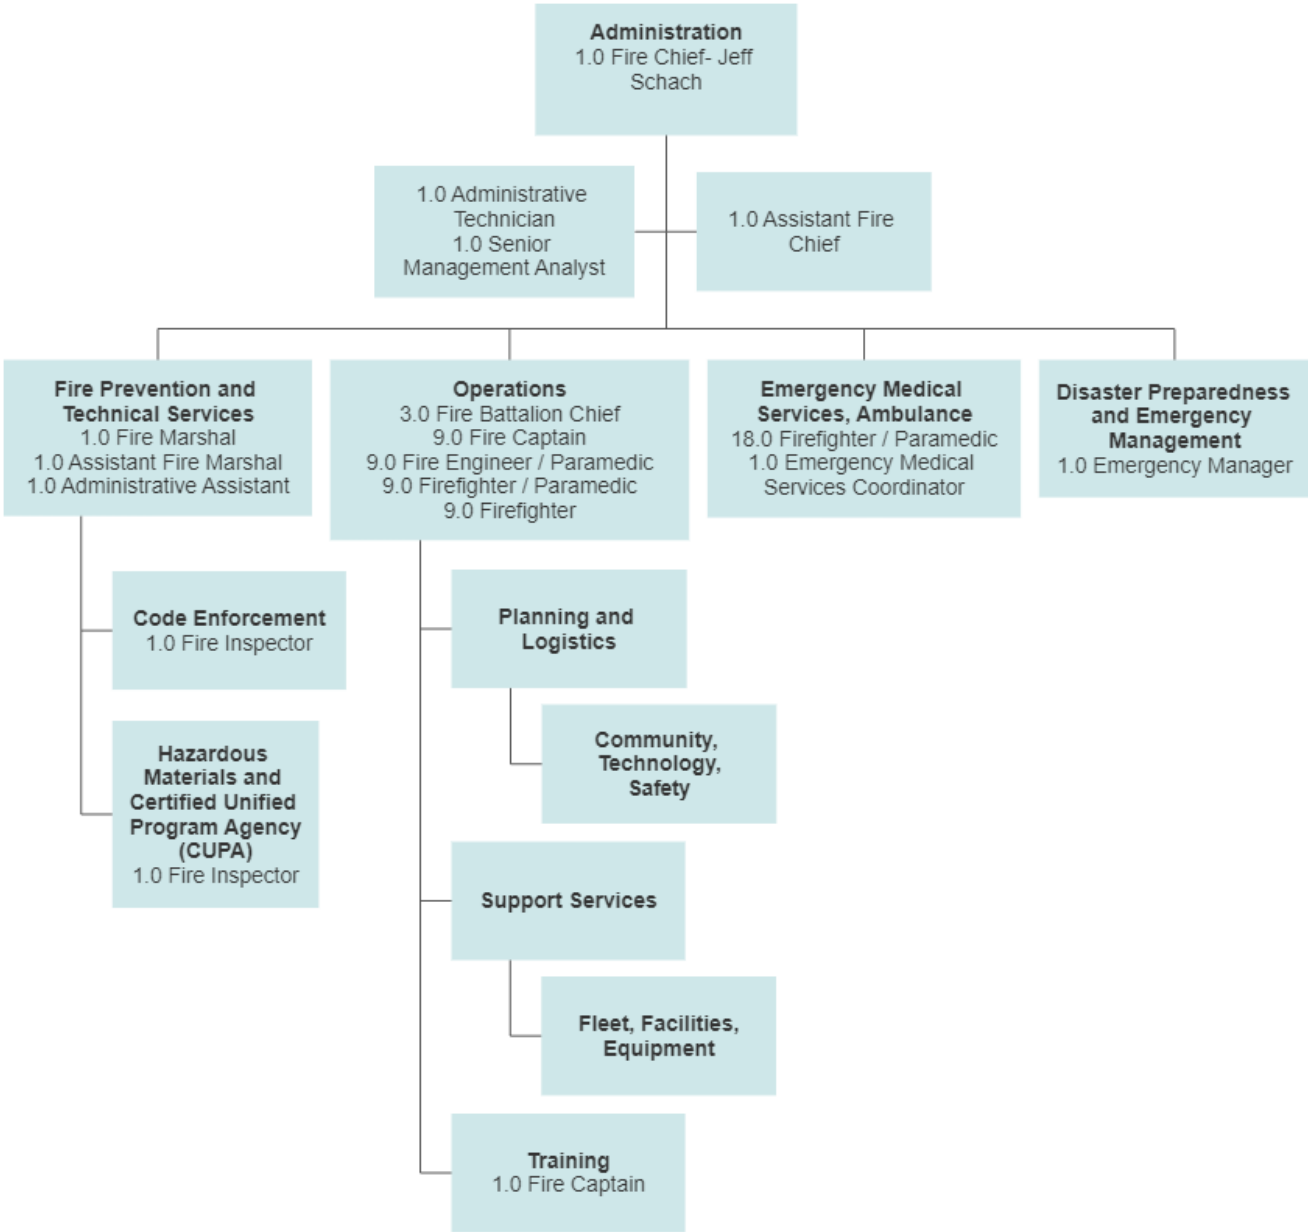 Administration
1.0 Fire Chief- Jeff
Schach
1.0 Administrative
Technician
1.0 Senior
Management Analyst
1.0 Assistant Fire
Chief
Fire Prevention and
Technical Services
1.0 Fire Marshal
1.0 Assistant Fire Marshal
1.0 Administrative Assistant
Operations
3.0 Fire Battalion Chief
9.0 Fire Captain
9.0 Fire Engineer / Paramedic
9.0 Firefighter / Paramedic
9.0 Firefighter
Emergency Medical
Services, Ambulance
18.0 Firefighter / Paramedic
1.0 Emergency Medical
Services Coordinator
Disaster Preparedness
and Emergency
Management
1.0 Emergency Manager
Code Enforcement
1.0 Fire Inspector
Hazardous
Materials and
Certified Unified
Program Agency
(CUPA)
1.0 Fire Inspector
Planning and
Logistics
Community,
Technology,
Safety
Support Services
Fleet, Facilities,
Equipment
Training
1.0 Fire Captain